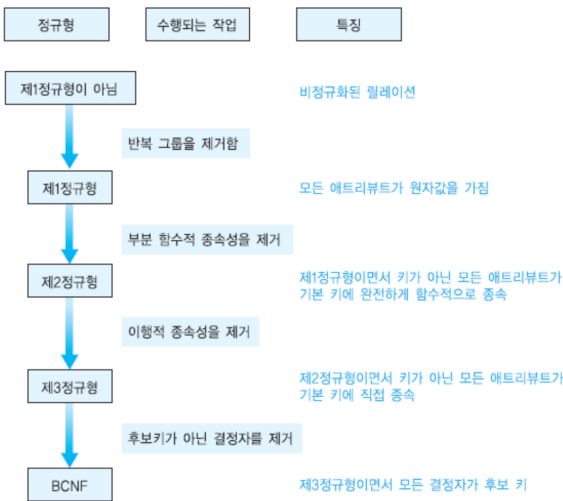 정규형 수행되는 작업 특징
제1정규형이 아님 비정규화된 릴레이션
반복 그룹을 제거함
제1정규형 모든 애트리뷰트가 원자값을 가짐
부분 함수적 종속성을 제거
제2정규형 제1정규형이면서 키가 아닌 모든 애트리뷰트가
기본 키에 완전하게 함수적으로 종속
이행적 종속성을 제거
제3정규형 제2정규형이면서 키가 아닌 모든 애트리뷰트가
기본 키에 직접 종속
후보키가 아닌 결정자를 제거
BCNF 제3정규형이면서 모든 결정자가 후보 키